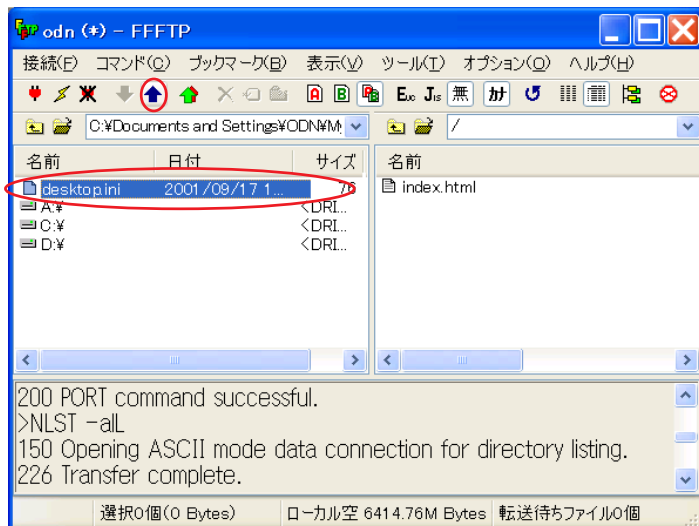 odn (*) - FFFTP
接続(F) コマンド(C) ブックマーク(B) 表示(V) ツール(T) オプション(O) ヘルプ(H)
A B B Euc Jis 無 カナ
C:¥Documents and Settings¥ODN¥M /
名前 日付 サイズ 名前
desktop.ini 2001/09/17 1... 76 index.html
A:¥ <DRI...
C:¥ <DRI...
D:¥ <DRI...
200 PORT command successful.
>NLST -alL
150 Opening ASCII mode data connection for directory listing.
226 Transfer complete.
選択0個(0 Bytes) ローカル空 6414.76M Bytes 転送待ちファイル0個